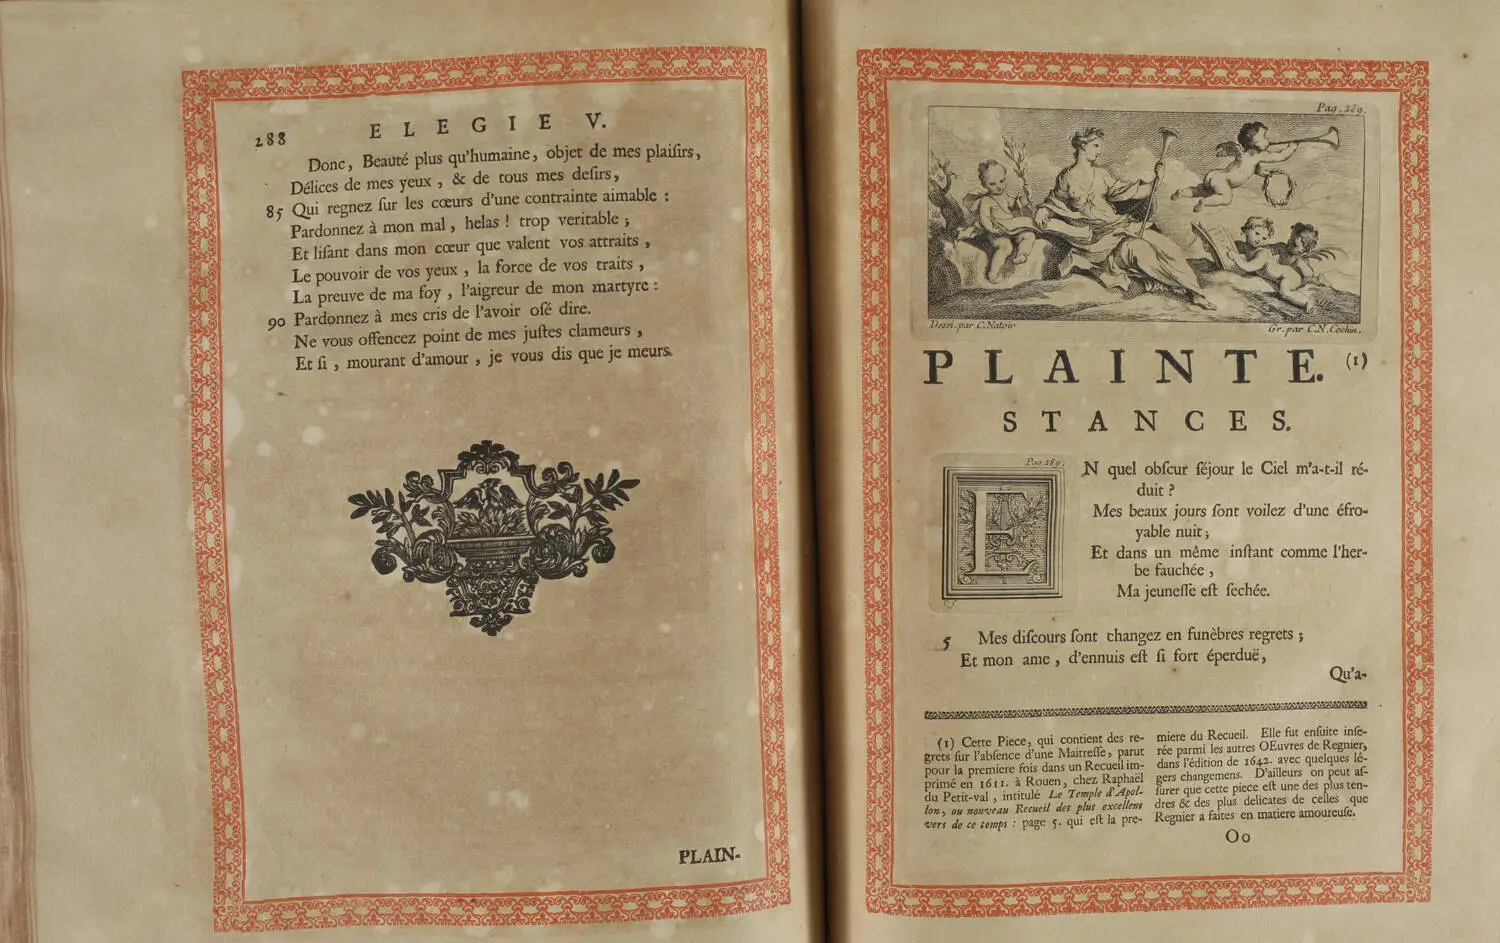 288
ELEGIE V.
Donc, Beauté plus qu'humaine, objet de mes plaiſirs,
Délices de mes yeux, & de tous mes deſirs,
85 Qui regnez ſur les cœurs d'une contrainte aimable :
Pardonnez à mon mal, helas ! trop veritable ;
Et liſant dans mon cœur que valent vos attraits,
Le pouvoir de vos yeux, la force de vos traits,
La preuve de ma foy, l'aigreur de mon martyre :
90 Pardonnez à mes cris de l'avoir oſé dire.
Ne vous offencez point de mes juſtes clameurs,
Et ſi, mourant d'amour, je vous dis que je meurs.
PLAIN-
Pag. 289.
Dessi. par C. Natoir
Gr. par C. N. Cochin.
PLAINTE. (1)
STANCES.
Pag. 289.
EN quel obſcur ſéjour le Ciel m'a-t-il ré-
duit ?
Mes beaux jours ſont voilez d'une éfro-
yable nuit ;
Et dans un même inſtant comme l'her-
be fauchée,
Ma jeuneſſe eſt ſechée.
5 Mes diſcours ſont changez en funèbres regrets ;
Et mon ame, d'ennuis eſt ſi fort éperduë,
Qu'a-
(1) Cette Piece, qui contient des re-
grets ſur l'abſence d'une Maitreſſe, parut
pour la premiere fois dans un Recueil im-
primé en 1611. à Rouen, chez Raphaël
du Petit-val, intitulé Le Temple d'Apol-
lon, ou nouveau Recueil des plus excellens
vers de ce temps : page 5. qui eſt la pre-
miere du Recueil. Elle fut enſuite inſe-
rée parmi les autres OEuvres de Regnier,
dans l'édition de 1642. avec quelques lé-
gers changemens. D'ailleurs on peut aſ-
ſurer que cette piece eſt une des plus ten-
dres & des plus delicates de celles que
Regnier a faites en matiere amoureuſe.
Oo